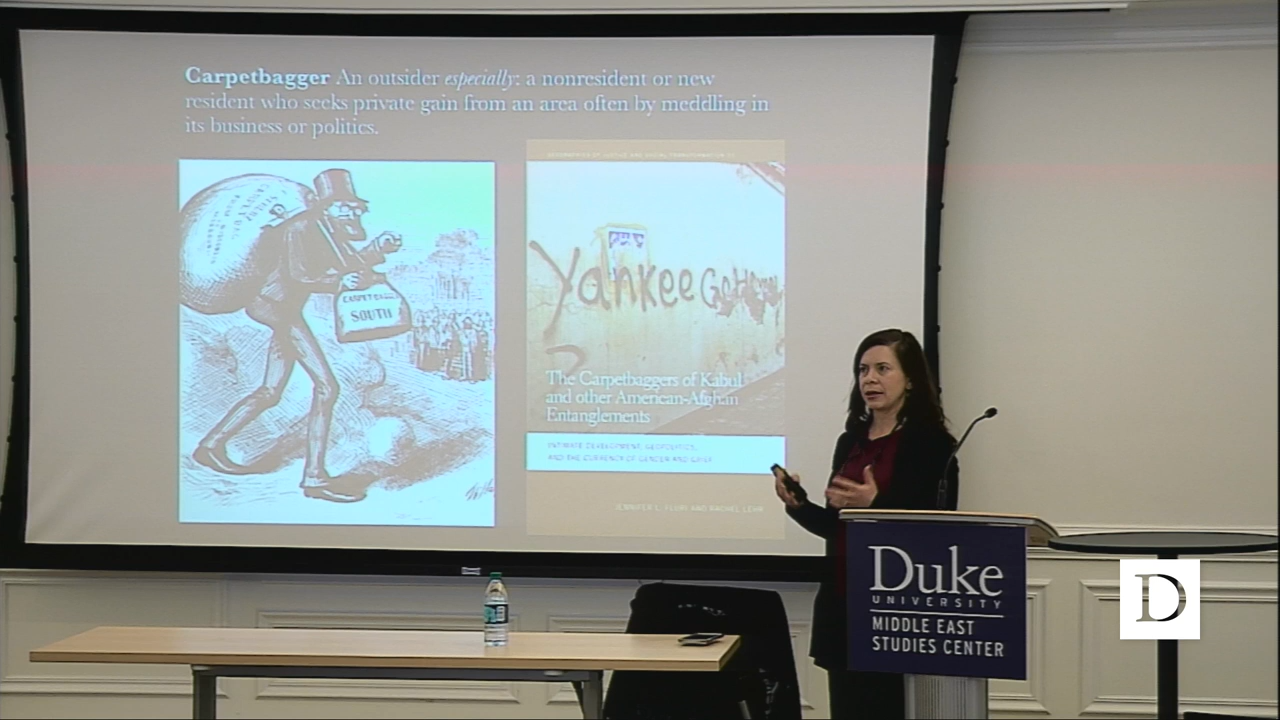 Carpetbagger An outsider especially: a nonresident or new
resident who seeks private gain from an area often by meddling in
its business or politics.
CARPET BAGGER
SOUTH
Yankee Go Home
The Carpetbaggers of Kabul
and other American-Afghan
Entanglements
INTIMATE DEVELOPMENT, GEOPOLITICS,
AND THE CURRENCY OF GENDER AND GRIEF
JENNIFER L. FLURI AND RACHEL LEHR
Duke
UNIVERSITY
MIDDLE EAST
STUDIES CENTER
D